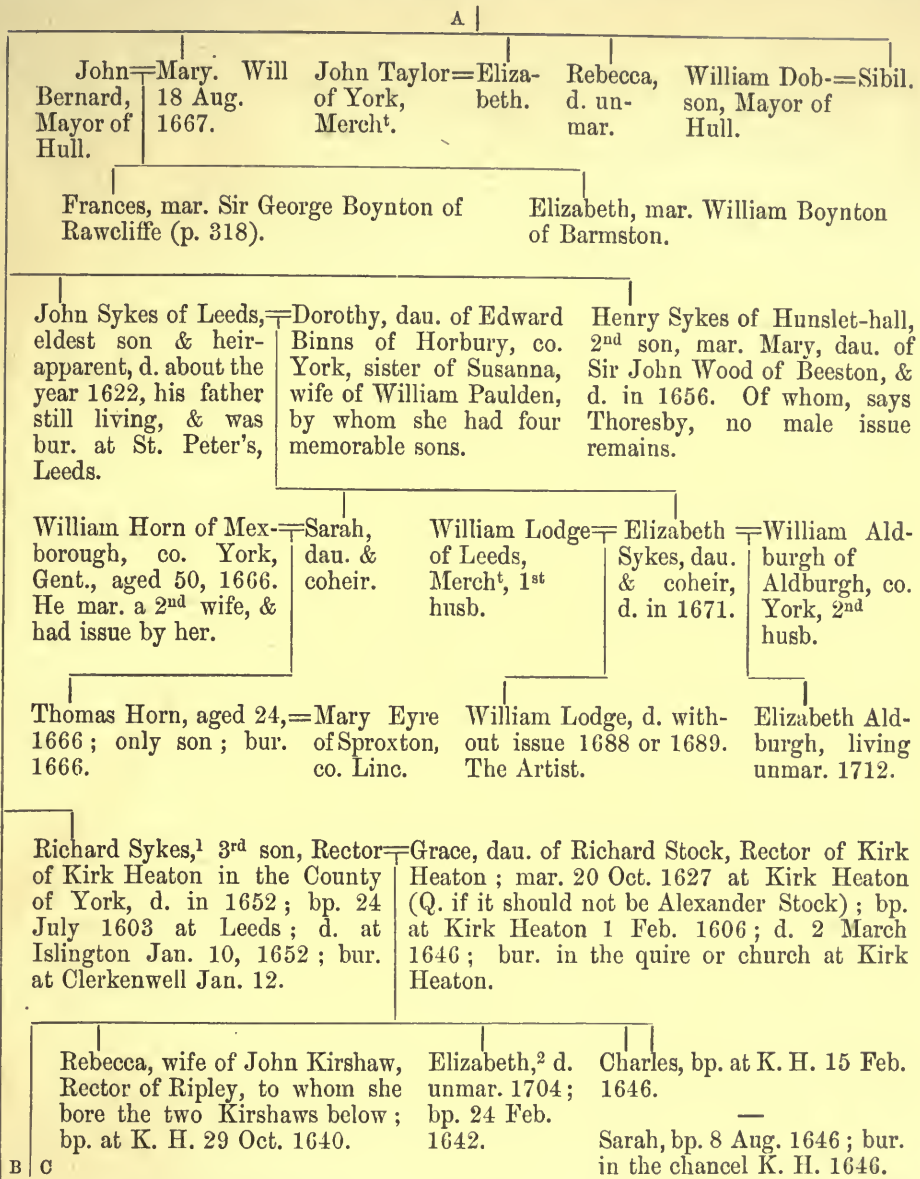 A
John=Mary. Will
Bernard, 18 Aug.
Mayor of 1667.
Hull.
John Taylor=Eliza-
of York, beth.
Mercht.
Rebecca,
d. un-
mar.
William Dob-=Sibil.
son, Mayor of
Hull.
Frances, mar. Sir George Boynton of
Rawcliffe (p. 318).
Elizabeth, mar. William Boynton
of Barmston.
John Sykes of Leeds,=
eldest son & heir-
apparent, d. about the
year 1622, his father
still living, & was
bur. at St. Peter's,
Leeds.
Dorothy, dau. of Edward
Binns of Horbury, co.
York, sister of Susanna,
wife of William Paulden,
by whom she had four
memorable sons.
Henry Sykes of Hunslet-hall,
2nd son, mar. Mary, dau. of
Sir John Wood of Beeston, &
d. in 1656. Of whom, says
Thoresby, no male issue
remains.
William Horn of Mex-=
borough, co. York,
Gent., aged 50, 1666.
He mar. a 2nd wife, &
had issue by her.
Sarah,
dau. &
coheir.
William Lodge=
of Leeds,
Mercht, 1st
husb.
Elizabeth=
Sykes, dau.
& coheir,
d. in 1671.
William Ald-
burgh of
Aldburgh, co.
York, 2nd
husb.
Thomas Horn, aged 24,=
1666; only son; bur.
1666.
Mary Eyre
of Sproxton,
co. Linc.
William Lodge, d. with-
out issue 1688 or 1689.
The Artist.
Elizabeth Ald-
burgh, living
unmar. 1712.
Richard Sykes,1 3rd son, Rector=
of Kirk Heaton in the County
of York, d. in 1652; bp. 24
July 1603 at Leeds; d. at
Islington Jan. 10, 1652; bur.
at Clerkenwell Jan. 12.
Grace, dau. of Richard Stock, Rector of Kirk
Heaton; mar. 20 Oct. 1627 at Kirk Heaton
(Q. if it should not be Alexander Stock); bp.
at Kirk Heaton 1 Feb. 1606; d. 2 March
1646; bur. in the quire or church at Kirk
Heaton.
Rebecca, wife of John Kirshaw,
Rector of Ripley, to whom she
bore the two Kirshaws below;
bp. at K. H. 29 Oct. 1640.
Elizabeth,2 d.
unmar. 1704;
bp. 24 Feb.
1642.
Charles, bp. at K. H. 15 Feb.
1646.
—
Sarah, bp. 8 Aug. 1646; bur.
in the chancel K. H. 1646.
B C